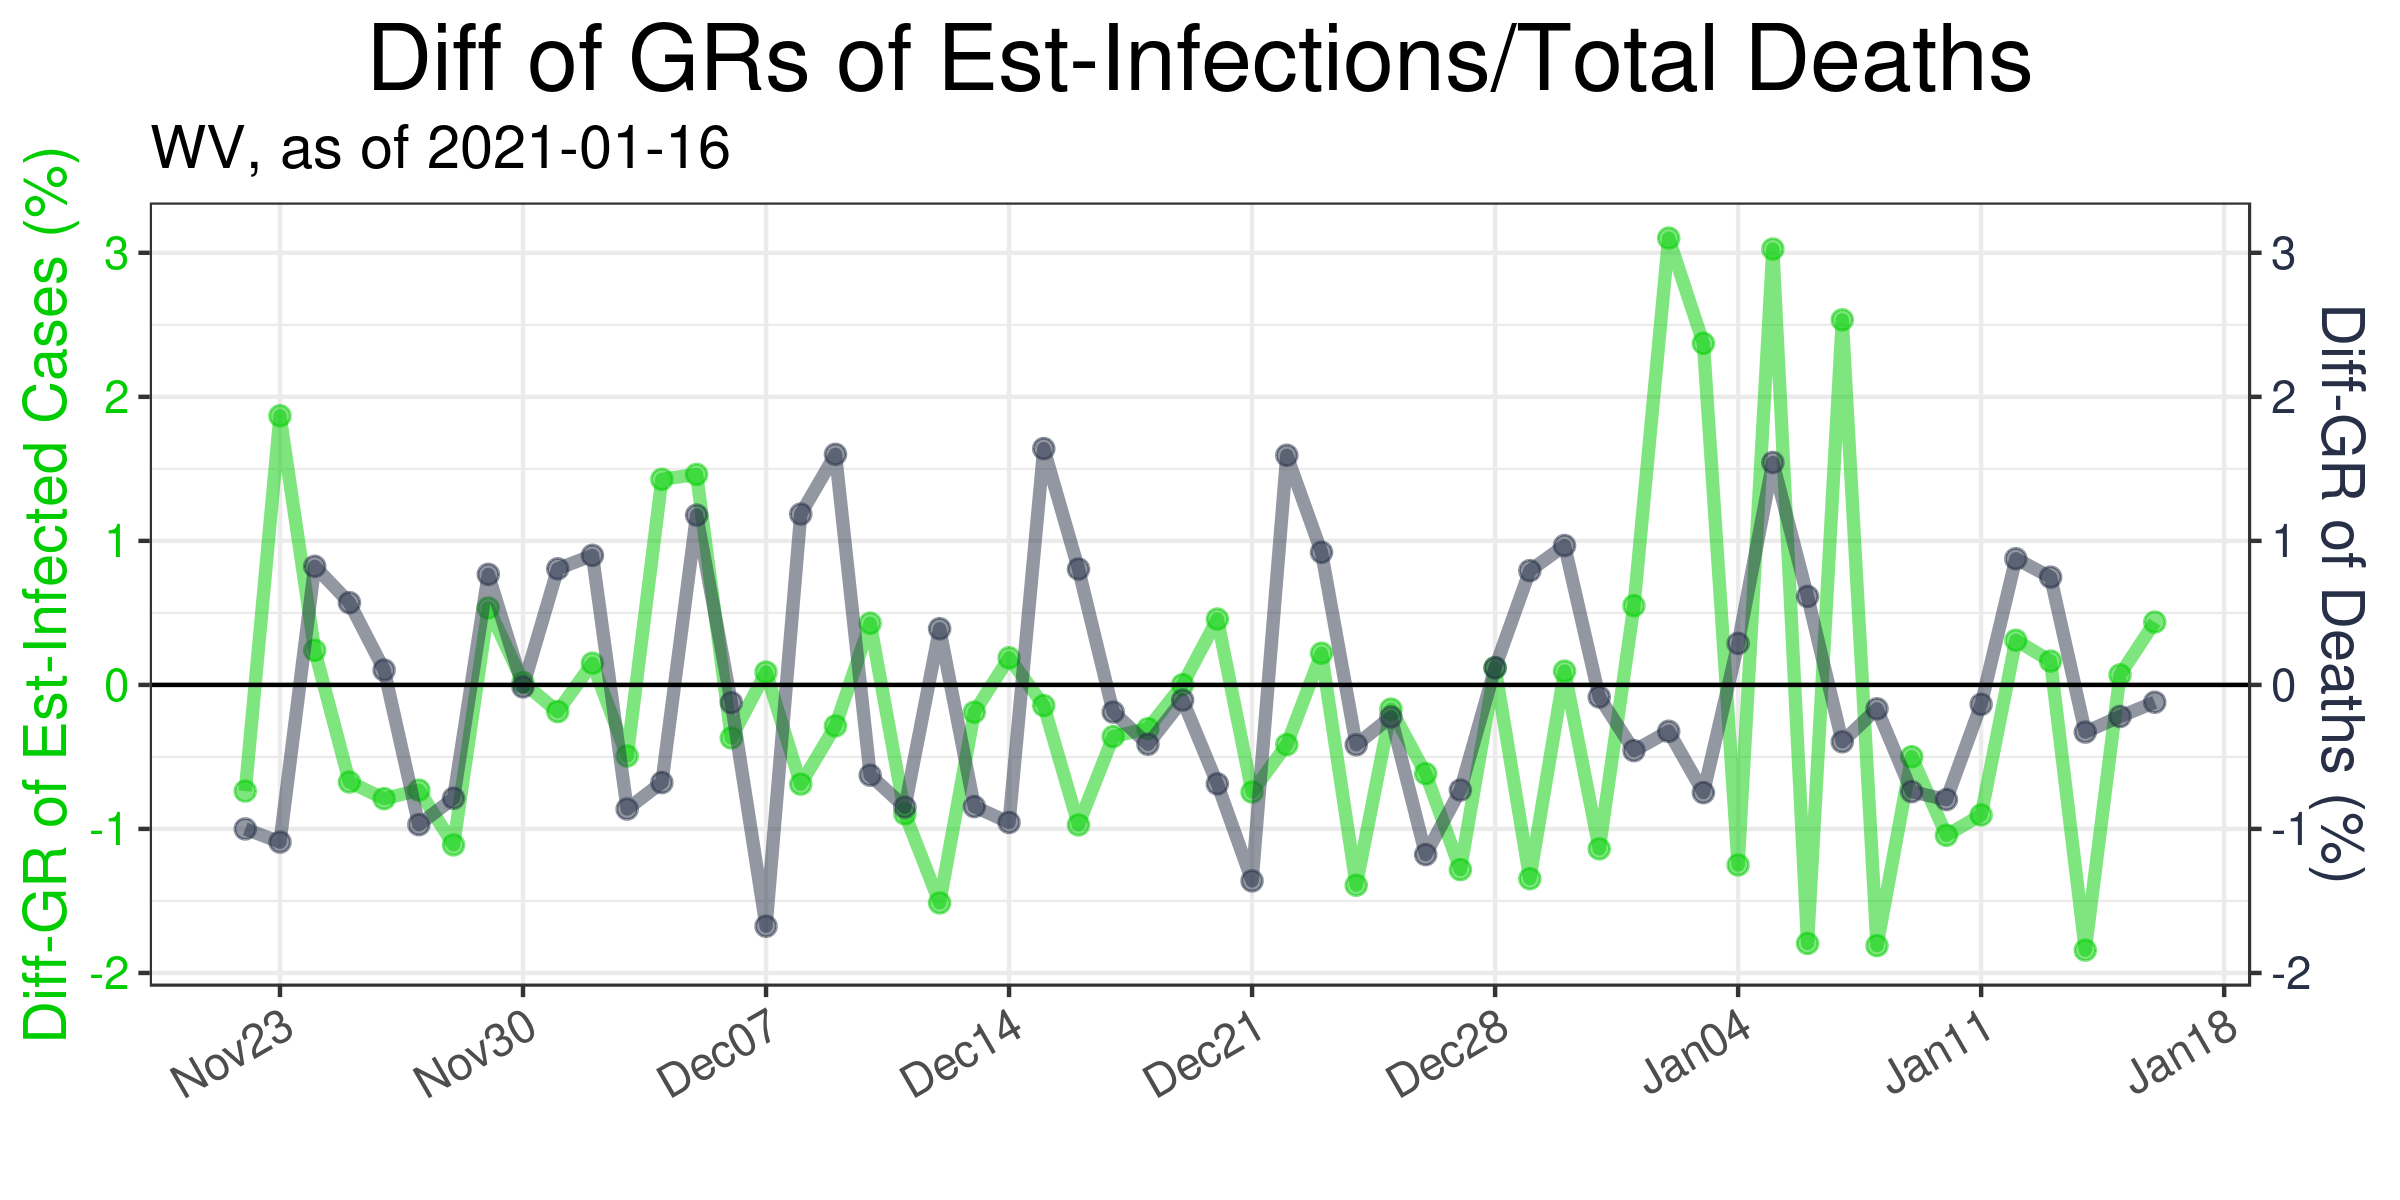 Diff of GRs of Est-Infections/Total Deaths
WV, as of 2021-01-16
Diff-GR of Est-Infected Cases (%)
3
2
1
0
-1
-2
3
2
1
0
-1
-2
Diff-GR of Deaths (%)
Nov23
Nov30
Dec07
Dec14
Dec21
Dec28
Jan04
Jan11
Jan18